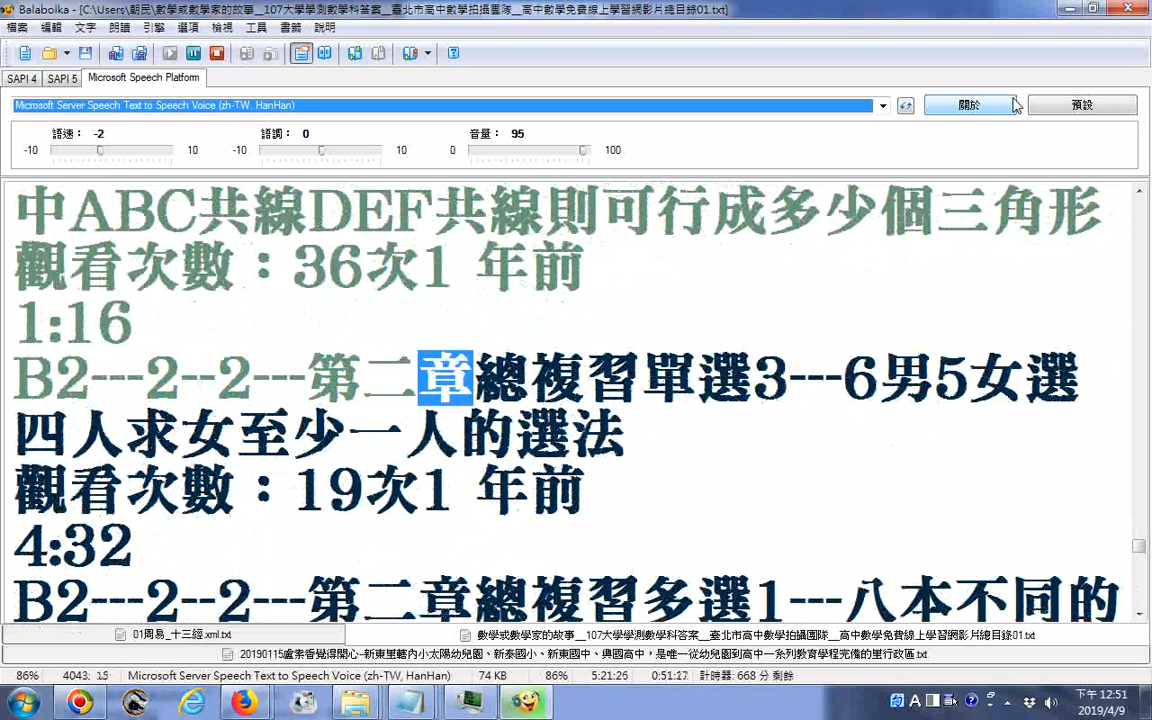 Balabolka - [C:\Users\朝民\數學或數學家的故事__107大學學測數學科答案__臺北市高中數學拍攝團隊__高中數學免費線上學習網影片總目錄01.txt]
檔案 編輯 文字 朗讀 引擎 選項 檢視 工具 書籤 說明
SAPI 4 SAPI 5 Microsoft Speech Platform
Microsoft Server Speech Text to Speech Voice (zh-TW, HanHan) 關於 預設
語速： -2 語調： 0 音量： 95
-10 10 -10 10 0 100
中ABC共線DEF共線則可行成多少個三角形
觀看次數：36次1 年前
1:16
B2---2--2---第二章總複習單選3---6男5女選
四人求女至少一人的選法
觀看次數：19次1 年前
4:32
B2---2--2---第二章總複習多選1---八本不同的
01周易_十三經.xml.txt 數學或數學家的故事__107大學學測數學科答案__臺北市高中數學拍攝團隊__高中數學免費線上學習網影片總目錄01.txt
20190115盧素香覺得開心--新東里轄內小太陽幼兒園、新泰國小、新東國中、興國高中，是唯一從幼兒園到高中一系列教育學程完備的里行政區.txt
86% 4043: 15 Microsoft Server Speech Text to Speech Voice (zh-TW, HanHan) 74 KB 86% 5:21:26 0:51:17 計時器: 668 分 剩餘
下午 12:51
2019/4/9